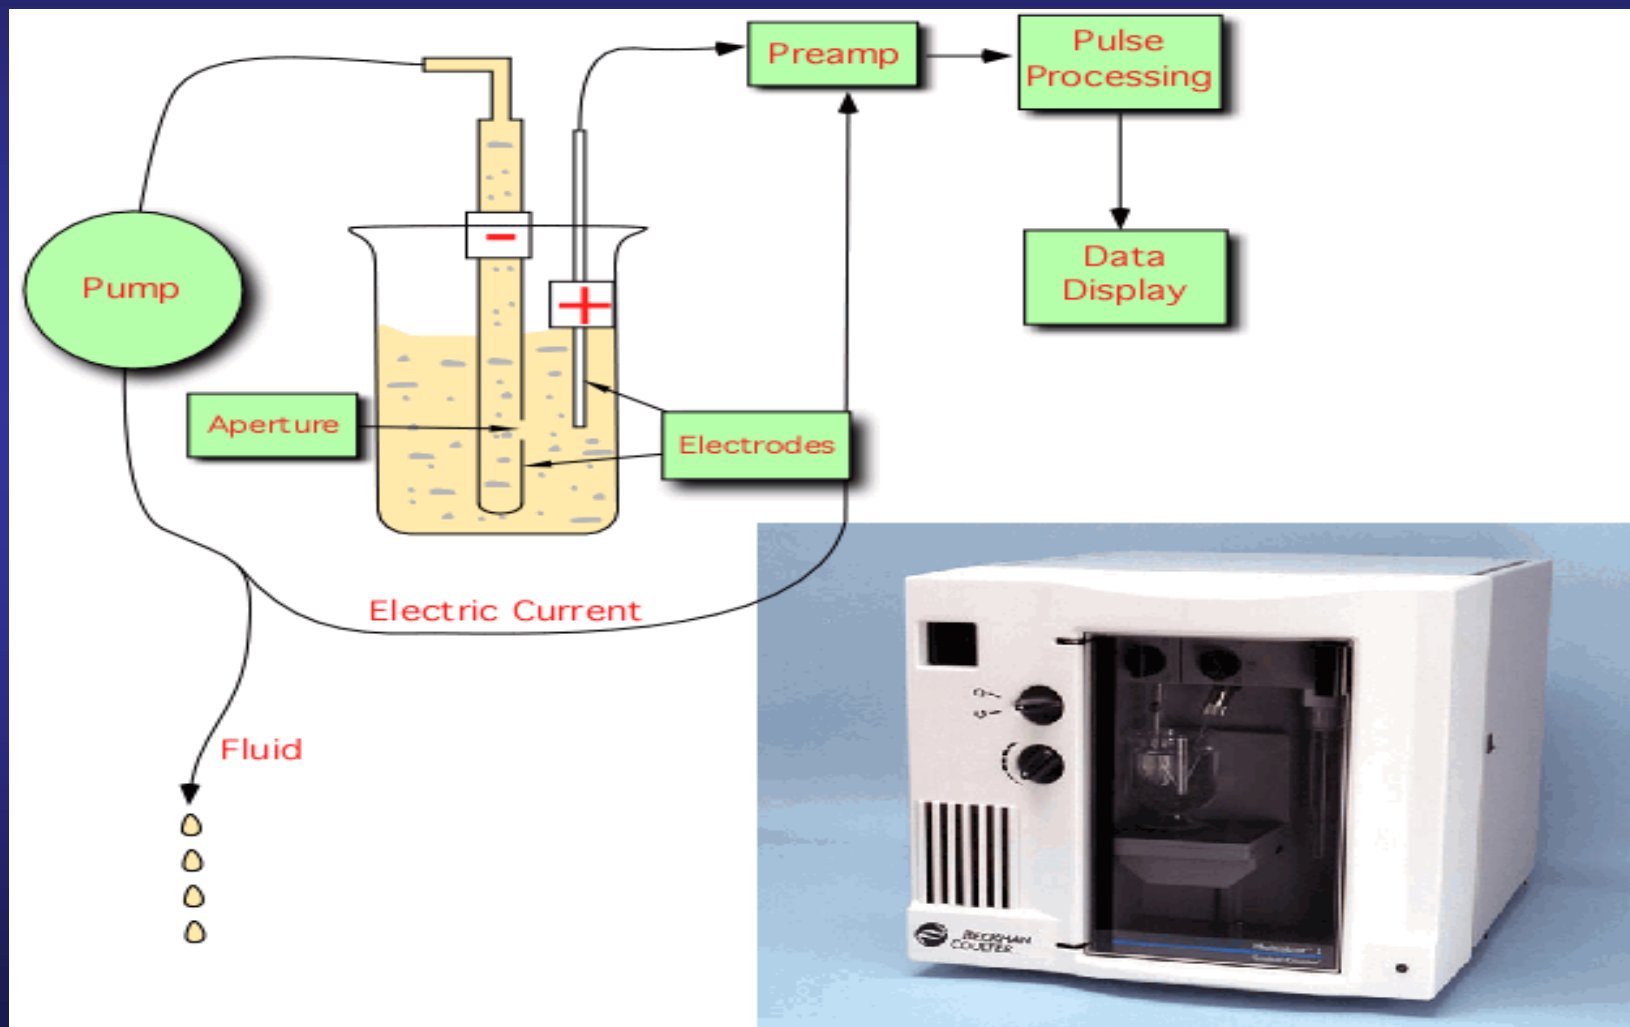 Preamp
Pulse
Processing
Data
Display
Pump
-
+
Aperture
Electrodes
Electric Current
Fluid
BECKMAN
COULTER